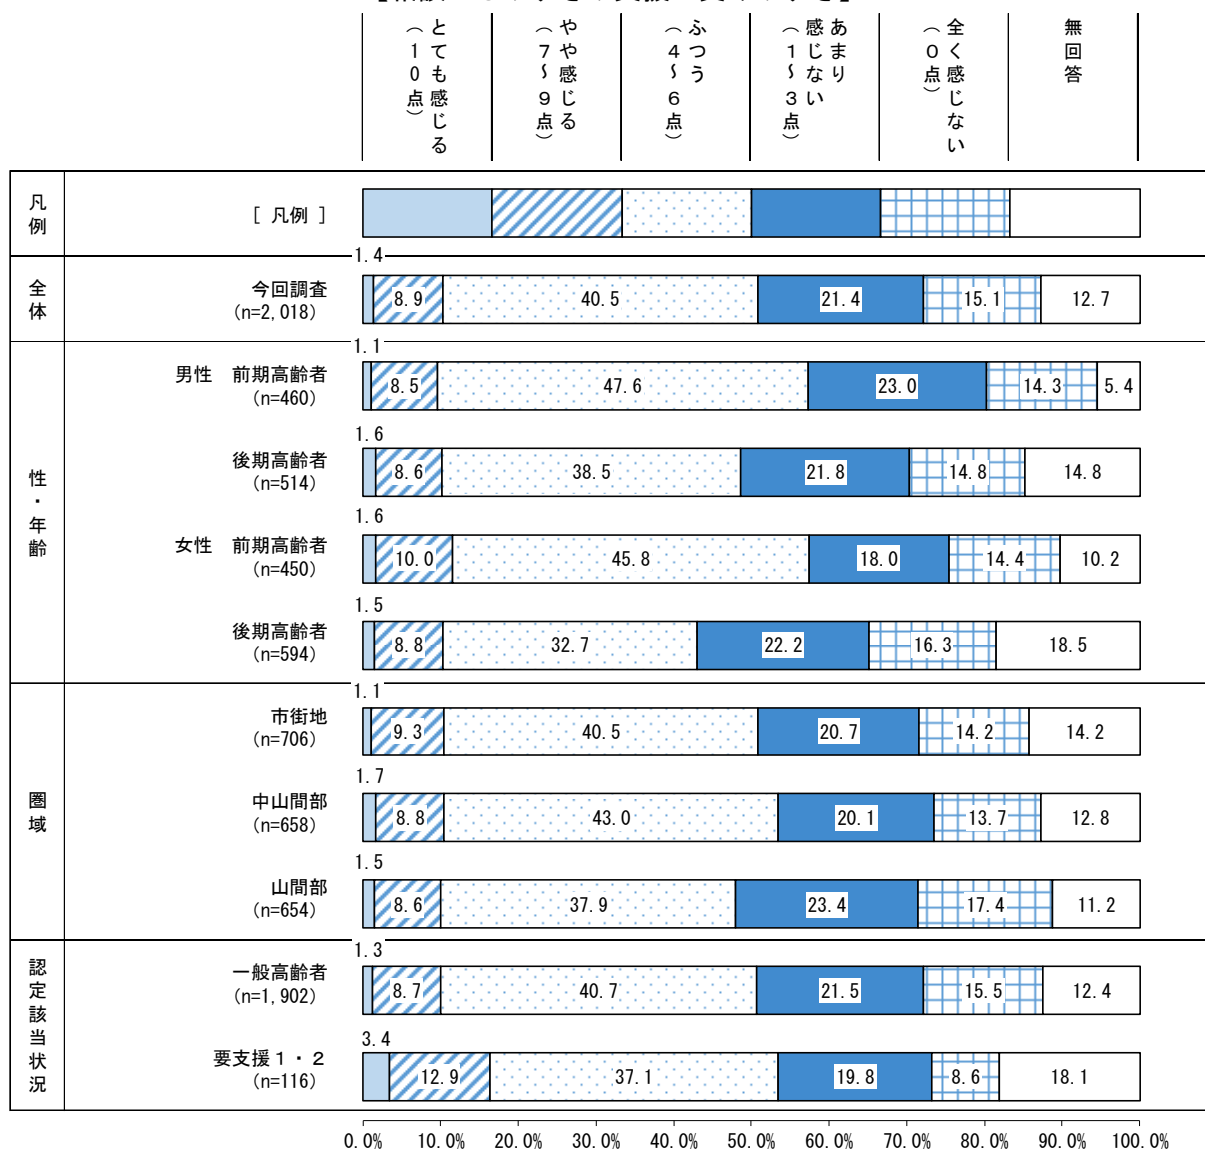 とても感じる
（１０点）
やや感じる
（７～９点）
ふつう
（４～６点）
あまり
感じない
（１～３点）
全く感じない
（０点）
無回答
凡例
［ 凡例 ］
全体
今回調査
(n=2,018)
1.4
8.9
40.5
21.4
15.1
12.7
性・年齢
男性　前期高齢者
(n=460)
1.1
8.5
47.6
23.0
14.3
5.4
後期高齢者
(n=514)
1.6
8.6
38.5
21.8
14.8
14.8
女性　前期高齢者
(n=450)
1.6
10.0
45.8
18.0
14.4
10.2
後期高齢者
(n=594)
1.5
8.8
32.7
22.2
16.3
18.5
圏域
市街地
(n=706)
1.1
9.3
40.5
20.7
14.2
14.2
中山間部
(n=658)
1.7
8.8
43.0
20.1
13.7
12.8
山間部
(n=654)
1.5
8.6
37.9
23.4
17.4
11.2
認定該当状況
一般高齢者
(n=1,902)
1.3
8.7
40.7
21.5
15.5
12.4
要支援１・２
(n=116)
3.4
12.9
37.1
19.8
8.6
18.1
0.0% 10.0% 20.0% 30.0% 40.0% 50.0% 60.0% 70.0% 80.0% 90.0% 100.0%